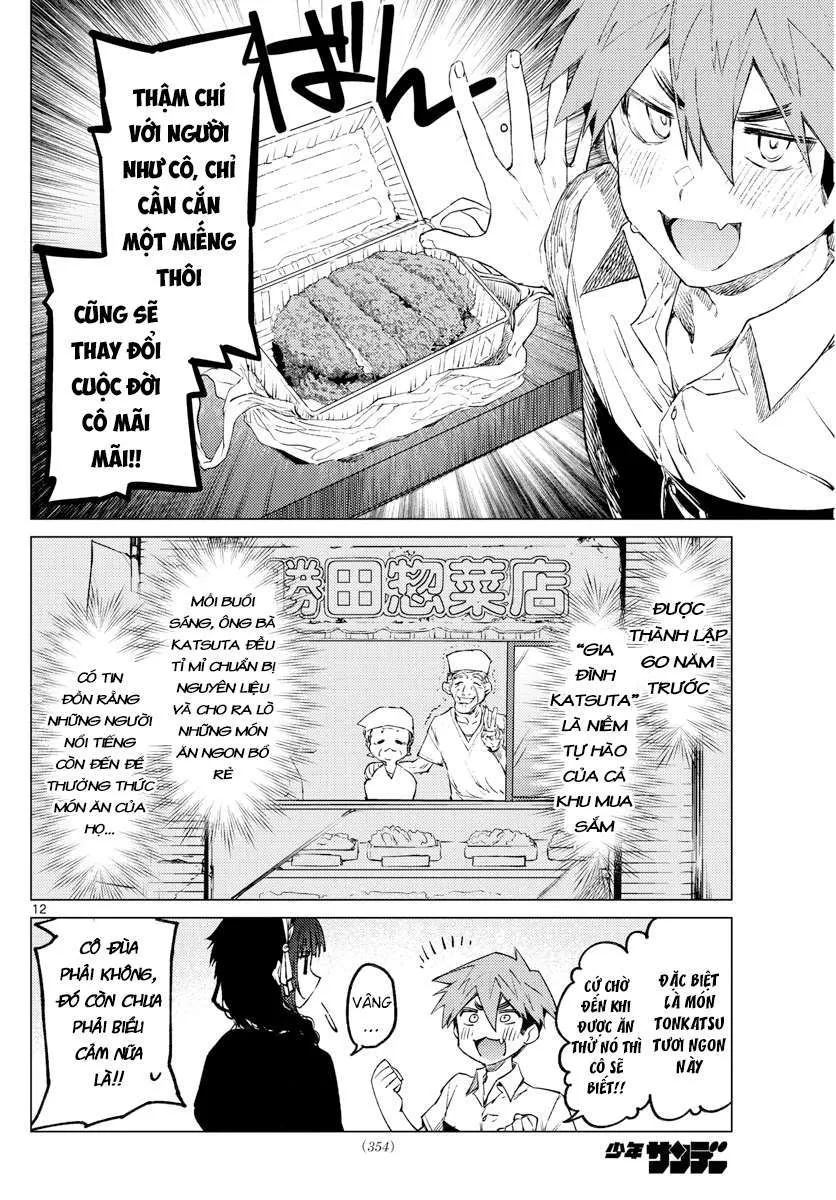 ばんー
THẬM CHÍ
VỚI NGƯỜI
NHƯ CÔ, CHỈ
CẦN CẮN
MỘT MIẾNG
THÔI
CŨNG SẼ
THAY ĐỔI
CUỘC ĐỜI
CÔ MÃI
MÃI!!
勝田惣菜店
ĐƯỢC
THÀNH LẬP
60 NĂM
TRƯỚC
"GIA
ĐÌNH
KATSUTA"
LÀ NIỀM
TỰ HÀO
CỦA CẢ
KHU MUA
SẮM
MỖI BUỔI
SÁNG, ÔNG BÀ
KATSUTA ĐỀU
TỈ MỈ CHUẨN BỊ
NGUYÊN LIỆU
VÀ CHO RA LÒ
NHỮNG MÓN
ĂN NGON BỔ
RẺ
CÓ TIN
ĐỒN RẰNG
NHỮNG NGƯỜI
NỔI TIẾNG
CÒN ĐẾN ĐỂ
THƯỞNG THỨC
MÓN ĂN CỦA
HỌ...
12
ĐẶC BIỆT
LÀ MÓN
TONKATSU
TƯƠI NGON
NÀY
CỨ CHỜ
ĐẾN KHI
ĐƯỢC ĂN
THỬ NÓ THÌ
CÔ SẼ
BIẾT!!
VÂNG
...
CÔ ĐÙA
PHẢI KHÔNG,
ĐÓ CÒN CHƯA
PHẢI BIỂU
CẢM NỮA
LÀ!!
(354)
少年サンデー